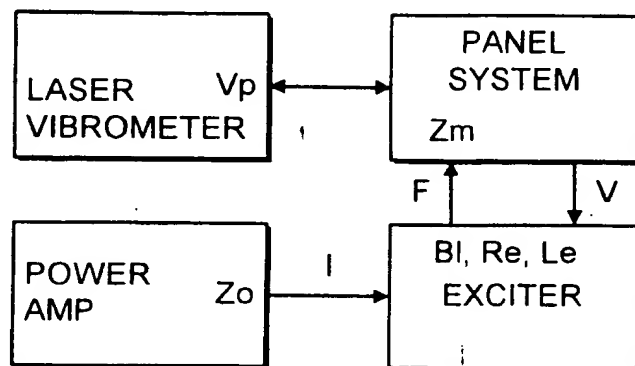 LASER
VIBROMETER
Vp
PANEL
SYSTEM
Zm
F
V
POWER
AMP
Zo
I
Bl, Re, Le
EXCITER